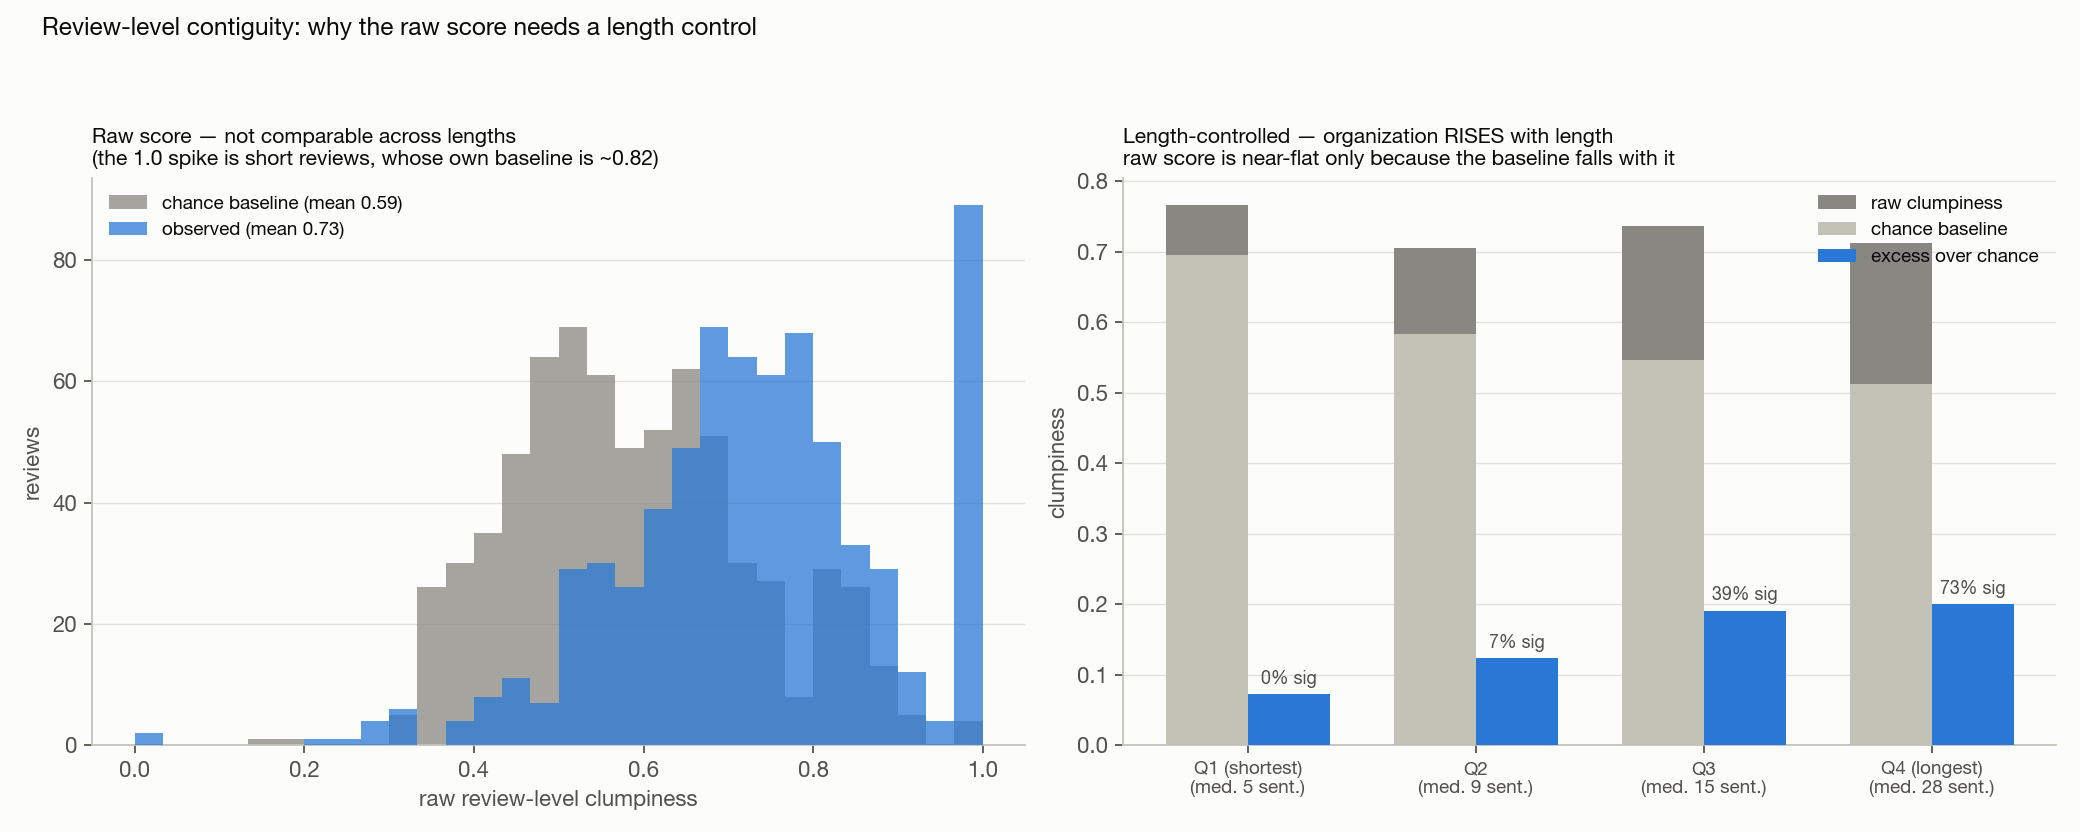 Review-level contiguity: why the raw score needs a length control
Raw score — not comparable across lengths
(the 1.0 spike is short reviews, whose own baseline is ~0.82)
chance baseline (mean 0.59)
observed (mean 0.73)
80
60
40
20
0
reviews
0.0 0.2 0.4 0.6 0.8 1.0
raw review-level clumpiness
Length-controlled — organization RISES with length
raw score is near-flat only because the baseline falls with it
raw clumpiness
chance baseline
excess over chance
0.8
0.7
0.6
0.5
0.4
0.3
0.2
0.1
0.0
clumpiness
0% sig
7% sig
39% sig
73% sig
Q1 (shortest)
(med. 5 sent.)
Q2
(med. 9 sent.)
Q3
(med. 15 sent.)
Q4 (longest)
(med. 28 sent.)